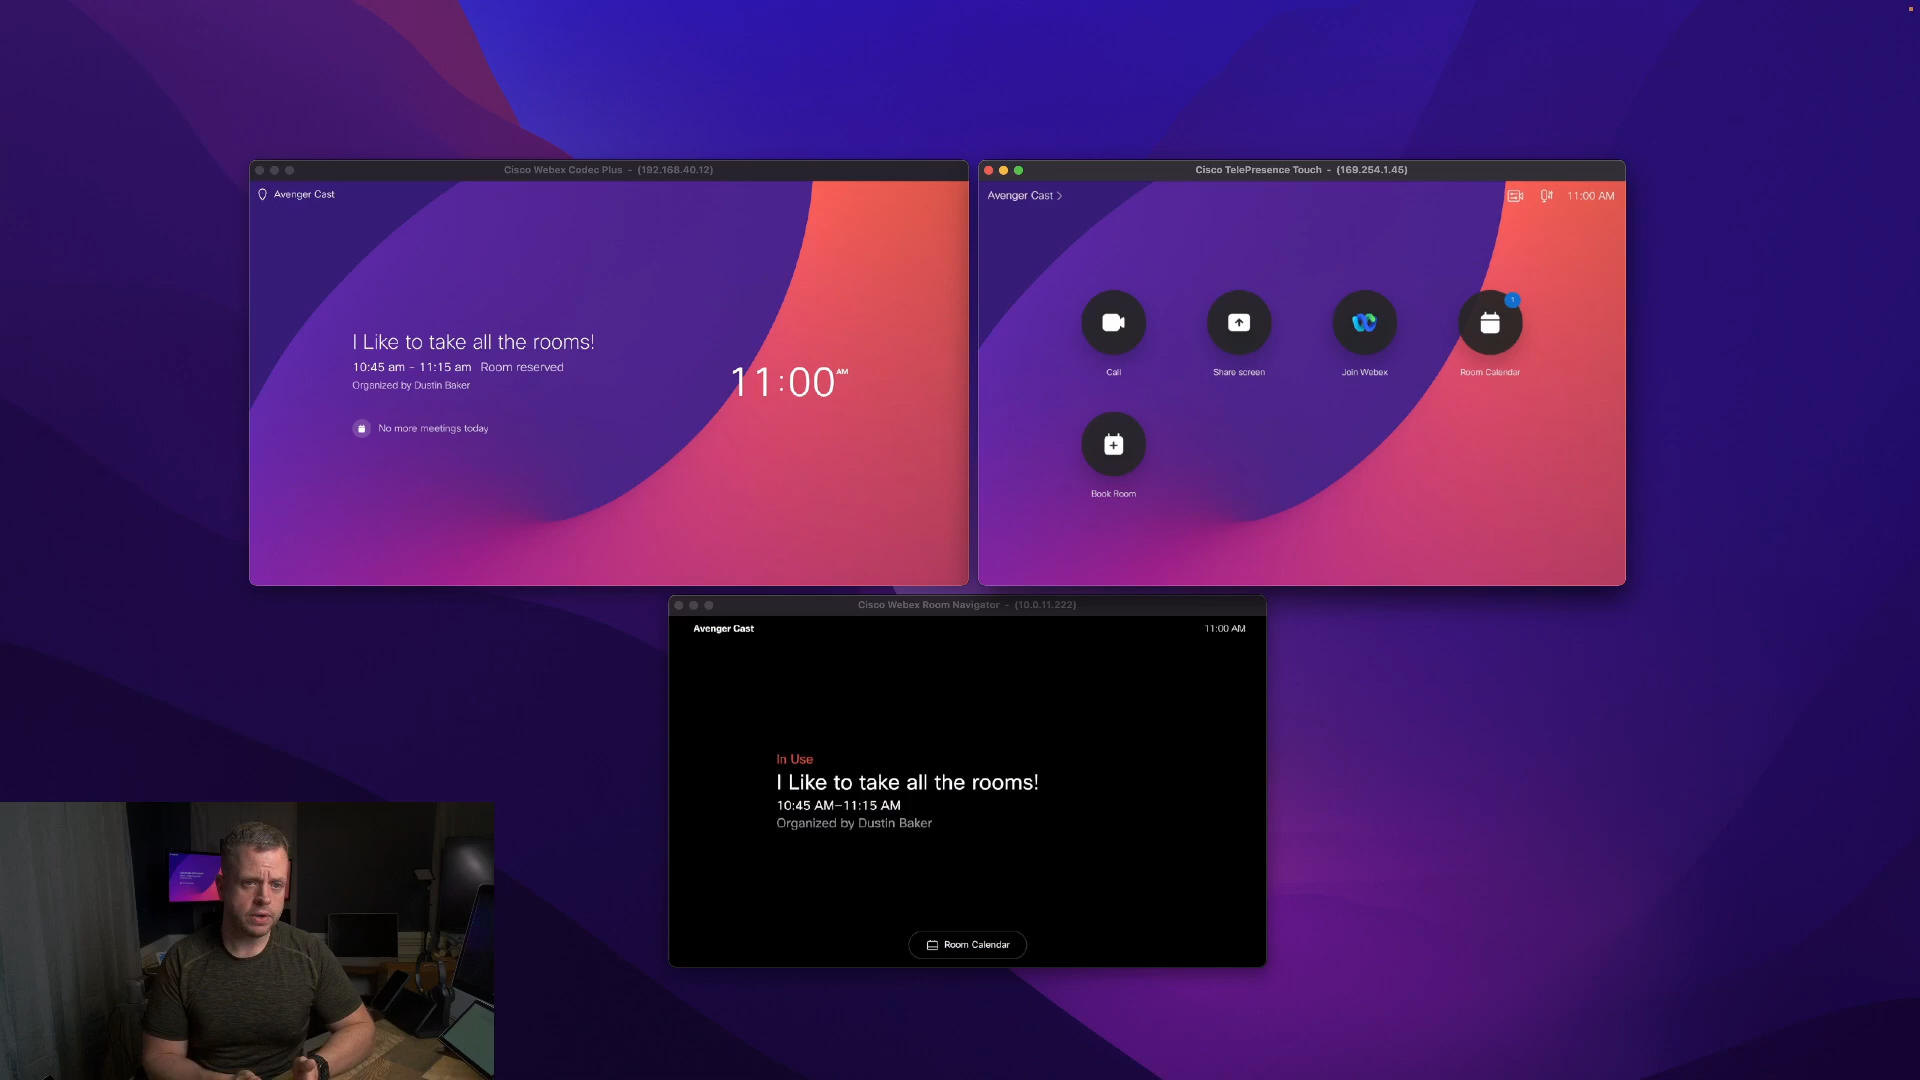 Cisco Webex Codec Plus - (192.168.40.12)
Avenger Cast
I Like to take all the rooms!
10:45 am - 11:15 am Room reserved
Organized by Dustin Baker
No more meetings today
11:00 AM
Cisco TelePresence Touch - (169.254.1.45)
Avenger Cast
11:00 AM
1
Call
Share screen
Join Webex
Room Calendar
Book Room
Cisco Webex Room Navigator - (10.0.11.222)
Avenger Cast
11:00 AM
In Use
I Like to take all the rooms!
10:45 AM–11:15 AM
Organized by Dustin Baker
Room Calendar